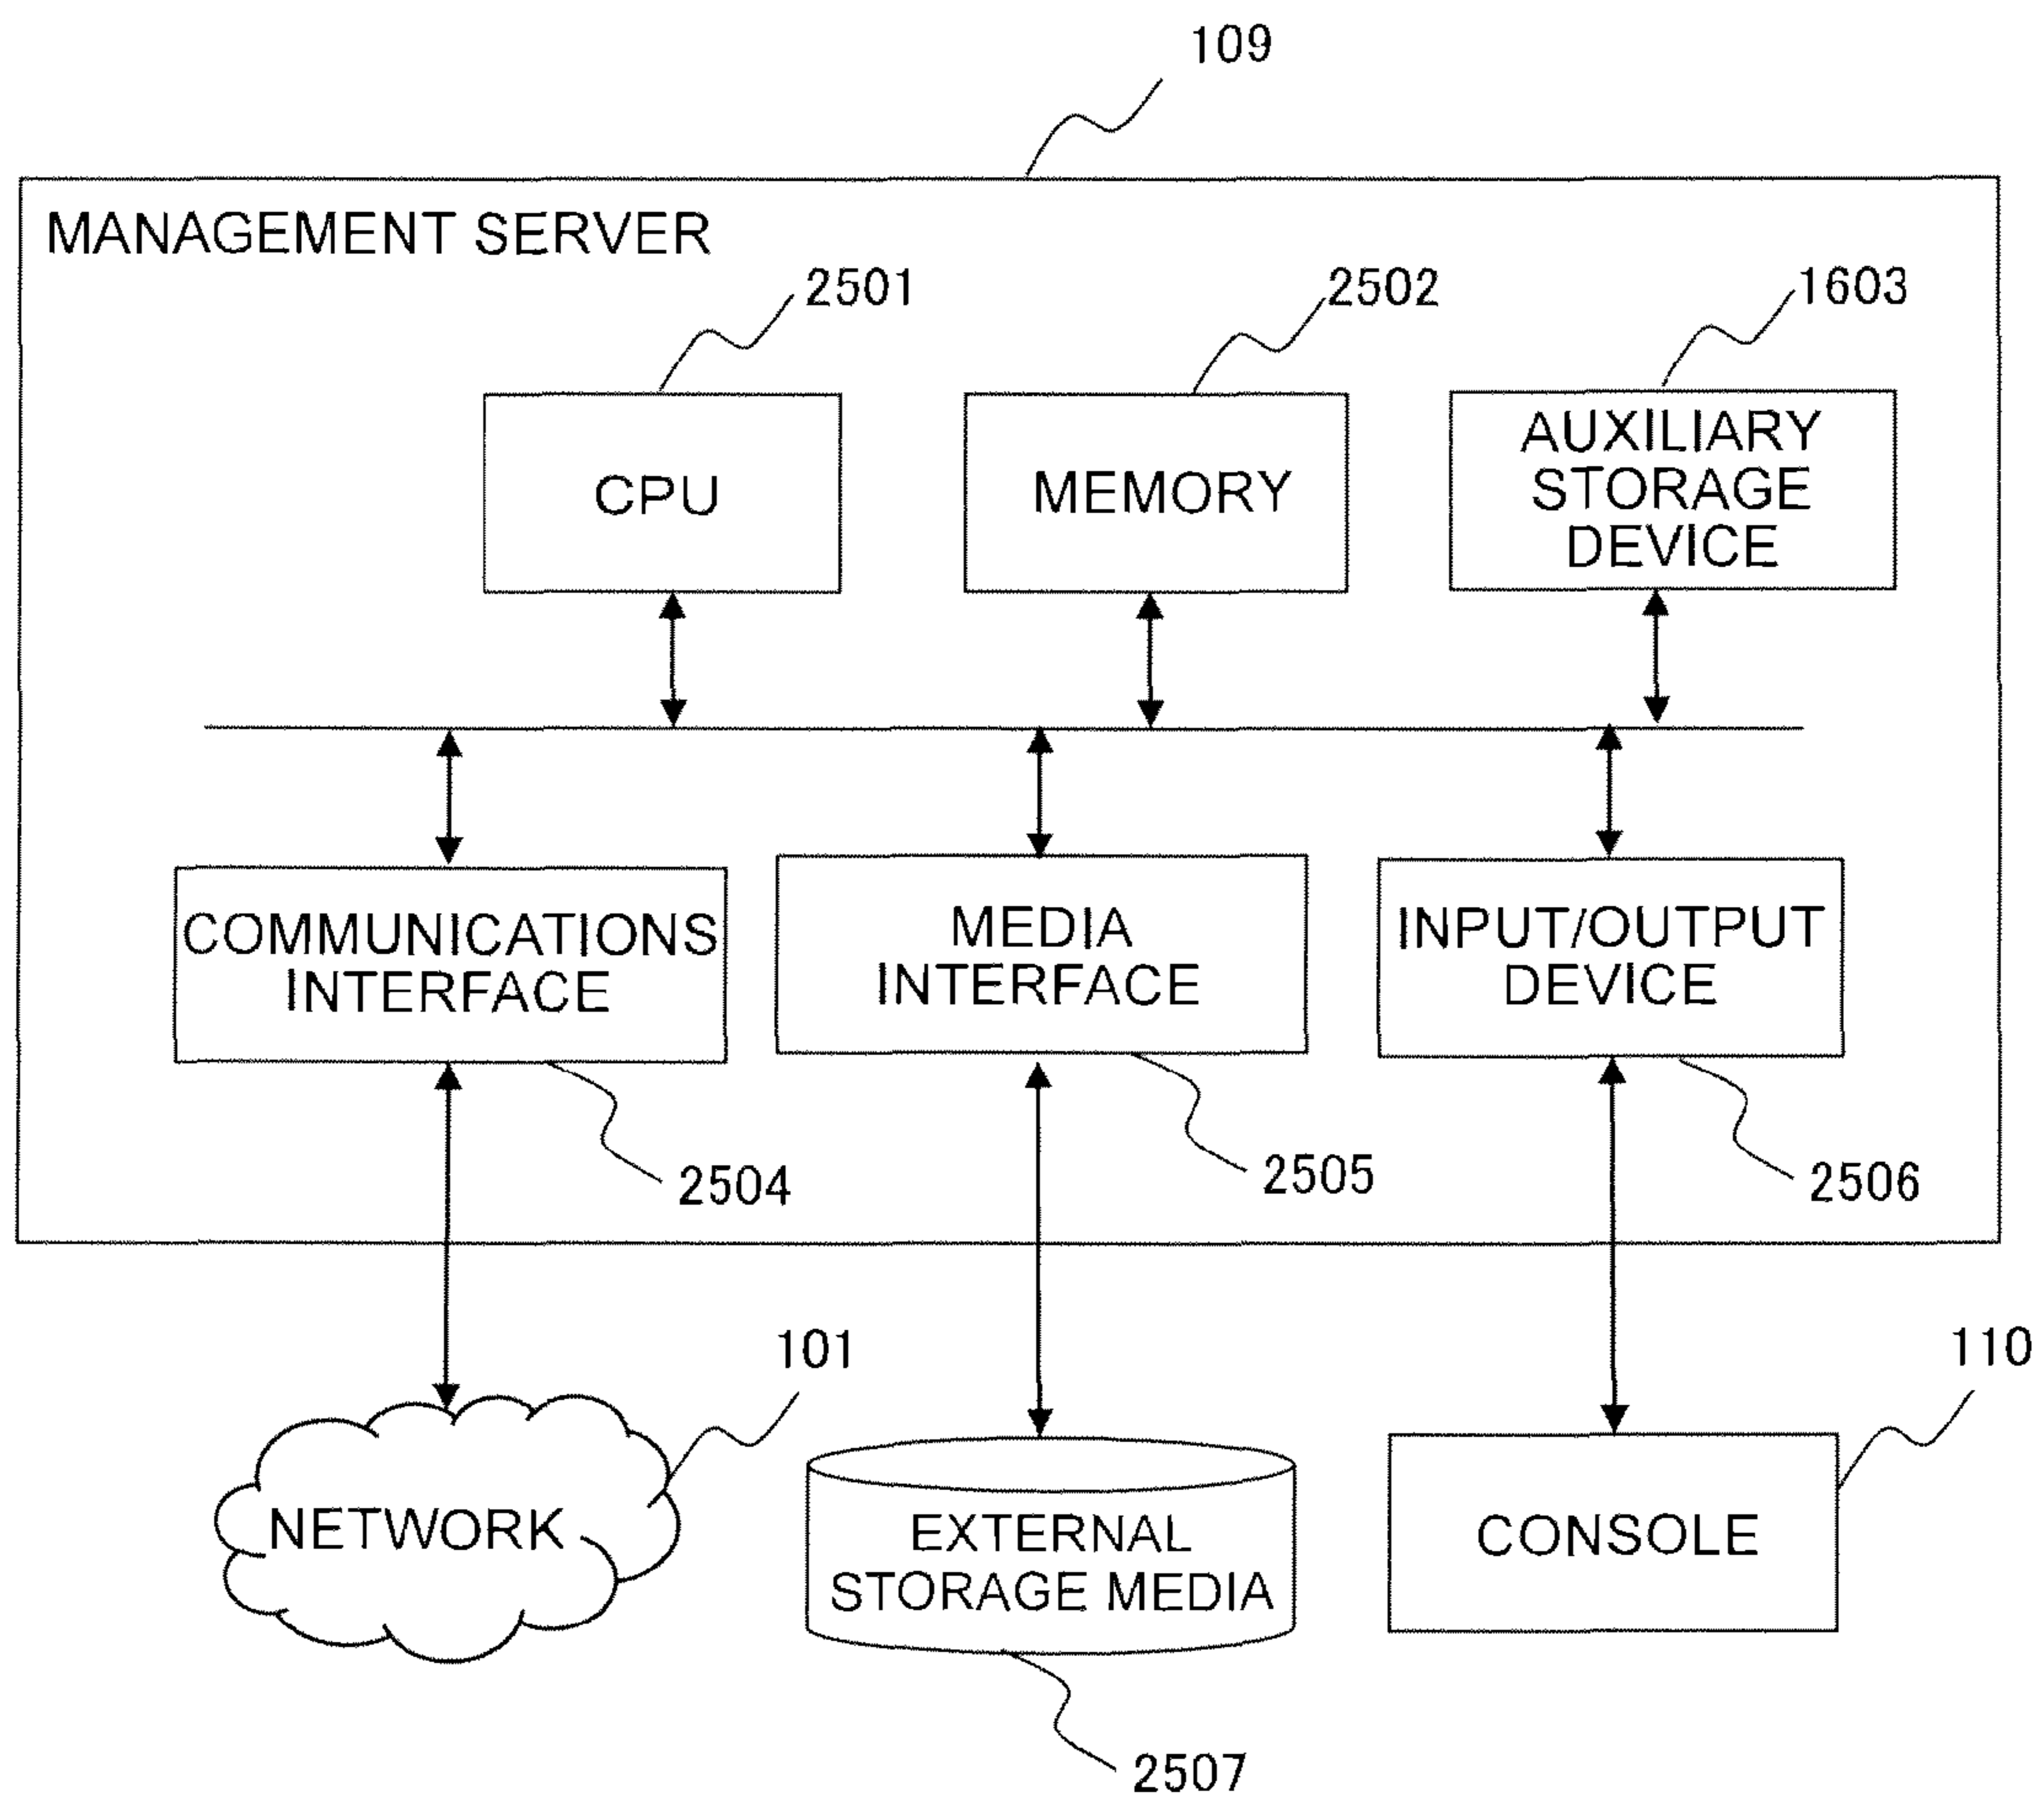 109
MANAGEMENT SERVER
2501
2502
1603
CPU
MEMORY
AUXILIARY
STORAGE
DEVICE
COMMUNICATIONS
INTERFACE
MEDIA
INTERFACE
INPUT/OUTPUT
DEVICE
2504
2505
2506
101
110
NETWORK
EXTERNAL
STORAGE MEDIA
CONSOLE
2507